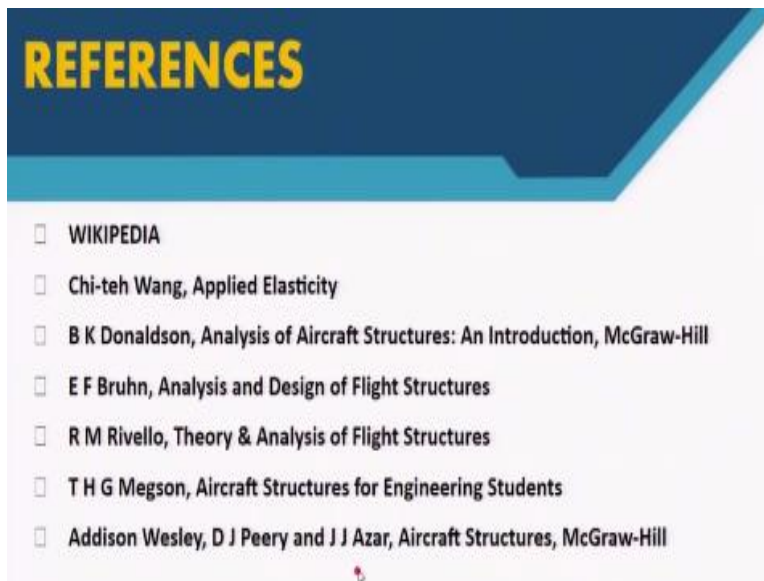 REFERENCES
WIKIPEDIA
Chi-teh Wang, Applied Elasticity
B K Donaldson, Analysis of Aircraft Structures: An Introduction, McGraw-Hill
E F Bruhn, Analysis and Design of Flight Structures
R M Rivello, Theory & Analysis of Flight Structures
T H G Megson, Aircraft Structures for Engineering Students
Addison Wesley, D J Peery and J J Azar, Aircraft Structures, McGraw-Hill